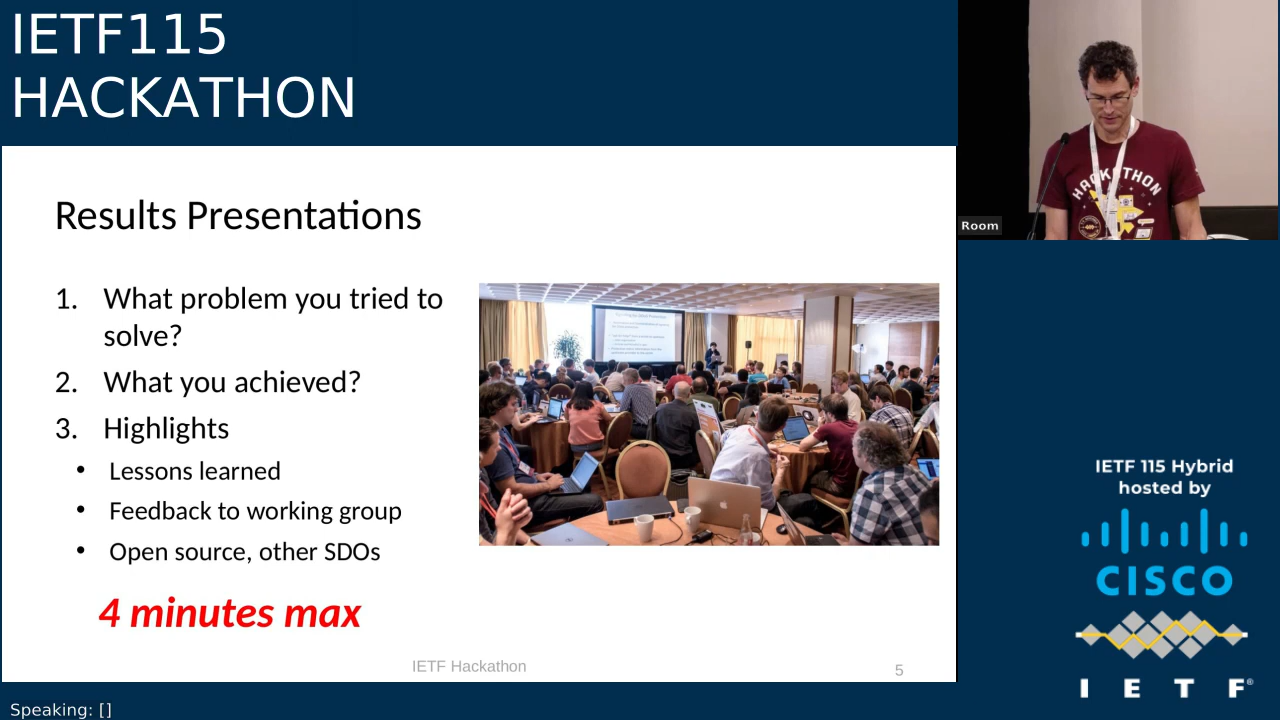 IETF115
HACKATHON
Results Presentations
1. What problem you tried to
solve?
2. What you achieved?
3. Highlights
• Lessons learned
• Feedback to working group
• Open source, other SDOs
4 minutes max
IETF Hackathon
5
Room
HACKATHON
IETF 115 Hybrid
hosted by
CISCO
I E T F®
Speaking: []